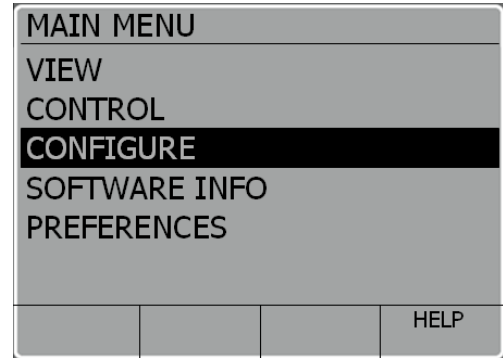 MAIN MENU
VIEW
CONTROL
CONFIGURE
SOFTWARE INFO
PREFERENCES
HELP